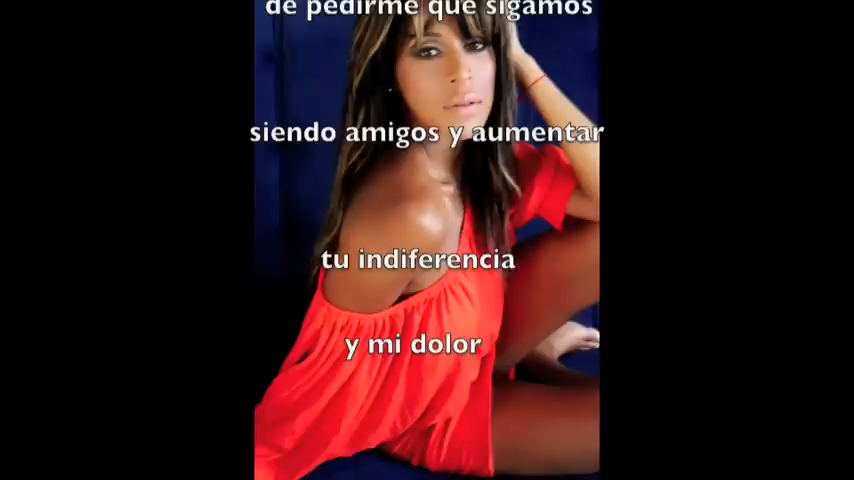 de pedirme que sigamos
siendo amigos y aumentar
tu indiferencia
y mi dolor